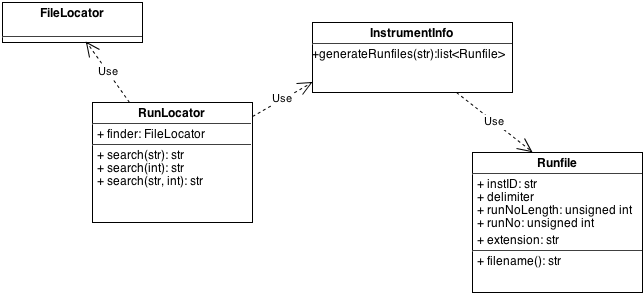 FileLocator
Use
RunLocator
+ finder: FileLocator
+ search(str): str
+ search(int): str
+ search(str, int): str
Use
InstrumentInfo
+generateRunfiles(str):list<Runfile>
Use
Runfile
+ instID: str
+ delimiter
+ runNoLength: unsigned int
+ runNo: unsigned int
+ extension: str
+ filename(): str